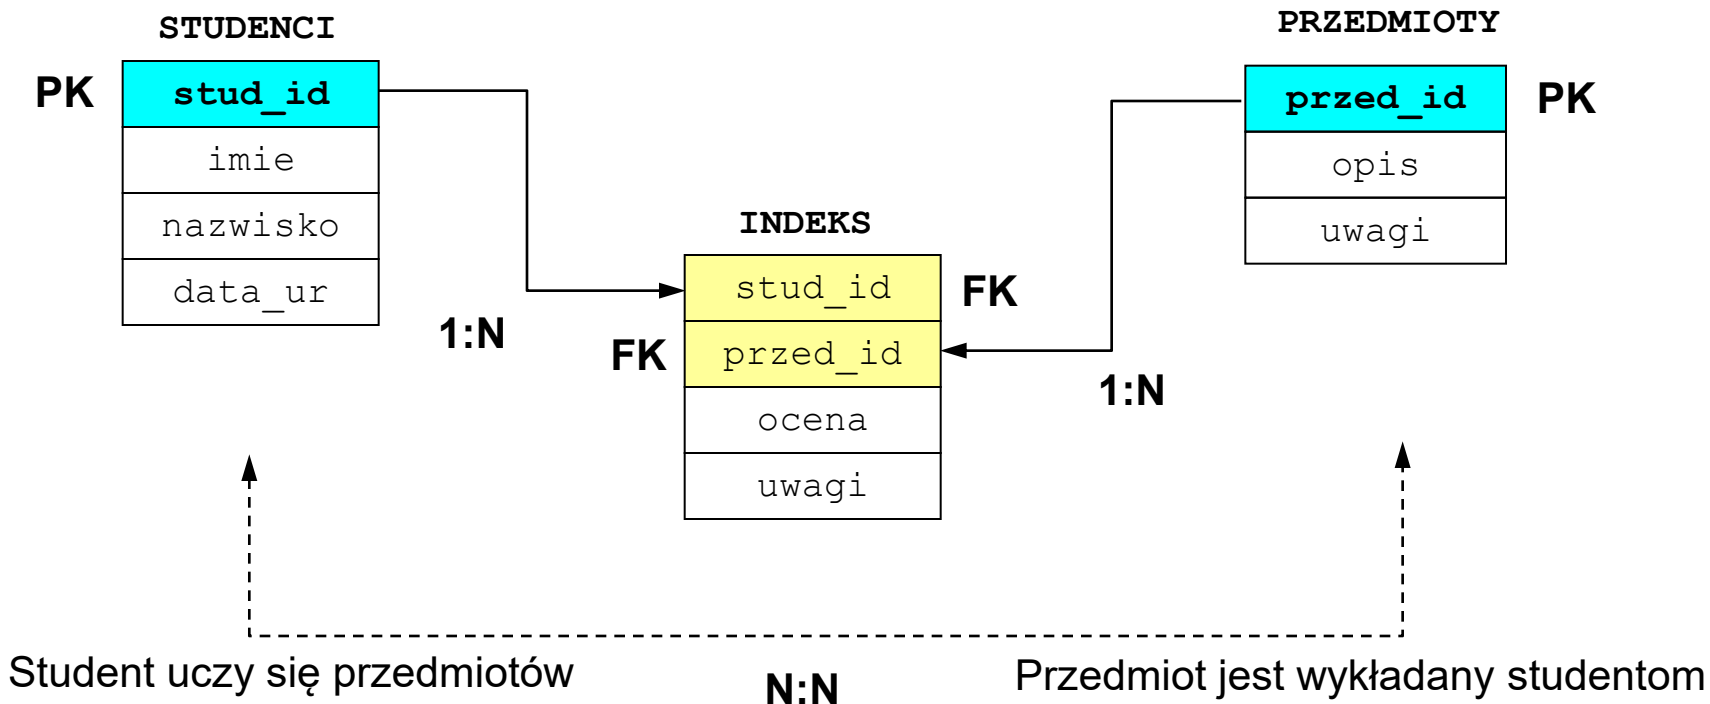 STUDENCI
PK
stud_id
imie
nazwisko
data_ur
1:N
INDEKS
stud_id
FK
FK
przed_id
ocena
uwagi
PRZEDMIOTY
przed_id
PK
opis
uwagi
1:N
Student uczy się przedmiotów
N:N
Przedmiot jest wykładany studentom